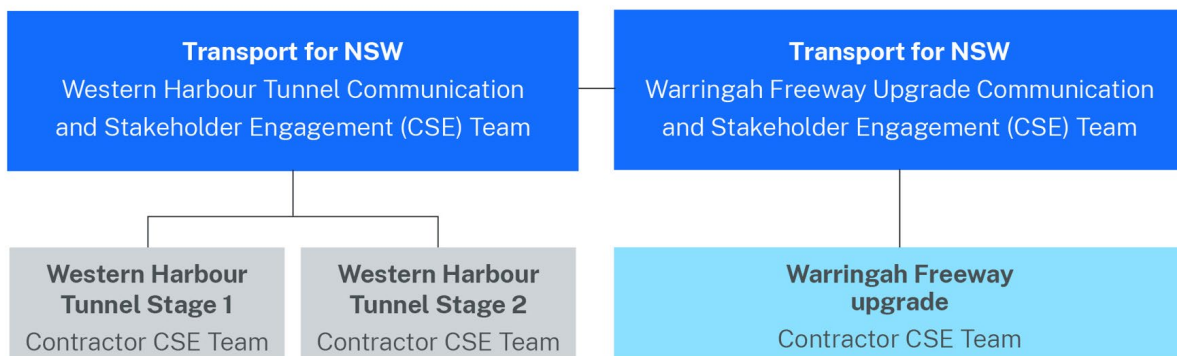 Transport for NSW
Western Harbour Tunnel Communication
and Stakeholder Engagement (CSE) Team
Transport for NSW
Warringah Freeway Upgrade Communication
and Stakeholder Engagement (CSE) Team
Western Harbour
Tunnel Stage 1
Contractor CSE Team
Western Harbour
Tunnel Stage 2
Contractor CSE Team
Warringah Freeway
upgrade
Contractor CSE Team